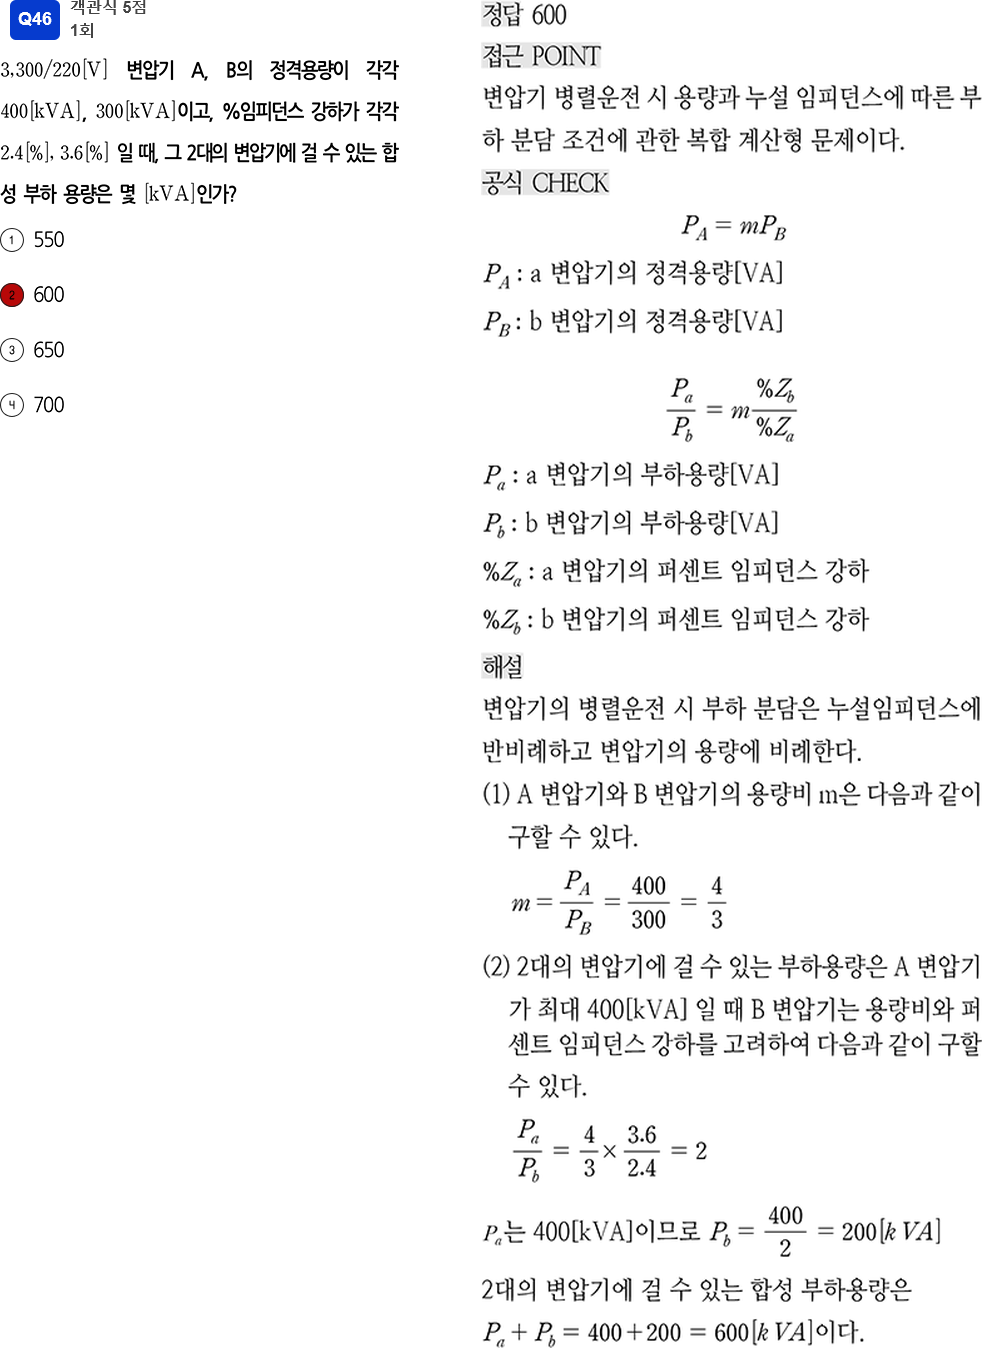 Q46 객관식 5점
1회
3,300/220[V] 변압기 A, B의 정격용량이 각각
400[kVA], 300[kVA]이고, %임피던스 강하가 각각
2.4[%], 3.6[%] 일 때, 그 2대의 변압기에 걸 수 있는 합
성 부하 용량은 몇 [kVA]인가?
① 550
② 600
③ 650
④ 700
정답 600
접근 POINT
변압기 병렬운전 시 용량과 누설 임피던스에 따른 부
하 분담 조건에 관한 복합 계산형 문제이다.
공식 CHECK
P_A = mP_B
P_A : a 변압기의 정격용량[VA]
P_B : b 변압기의 정격용량[VA]
P_a/P_b = m %Z_b/%Z_a
P_a : a 변압기의 부하용량[VA]
P_b : b 변압기의 부하용량[VA]
%Z_a : a 변압기의 퍼센트 임피던스 강하
%Z_b : b 변압기의 퍼센트 임피던스 강하
해설
변압기의 병렬운전 시 부하 분담은 누설임피던스에
반비례하고 변압기의 용량에 비례한다.
(1) A 변압기와 B 변압기의 용량비 m은 다음과 같이
구할 수 있다.
m = P_A/P_B = 400/300 = 4/3
(2) 2대의 변압기에 걸 수 있는 부하용량은 A 변압기
가 최대 400[kVA] 일 때 B 변압기는 용량비와 퍼
센트 임피던스 강하를 고려하여 다음과 같이 구할
수 있다.
P_a/P_b = 4/3 × 3.6/2.4 = 2
P_a는 400[kVA]이므로 P_b = 400/2 = 200[kVA]
2대의 변압기에 걸 수 있는 합성 부하용량은
P_a + P_b = 400 + 200 = 600[kVA]이다.